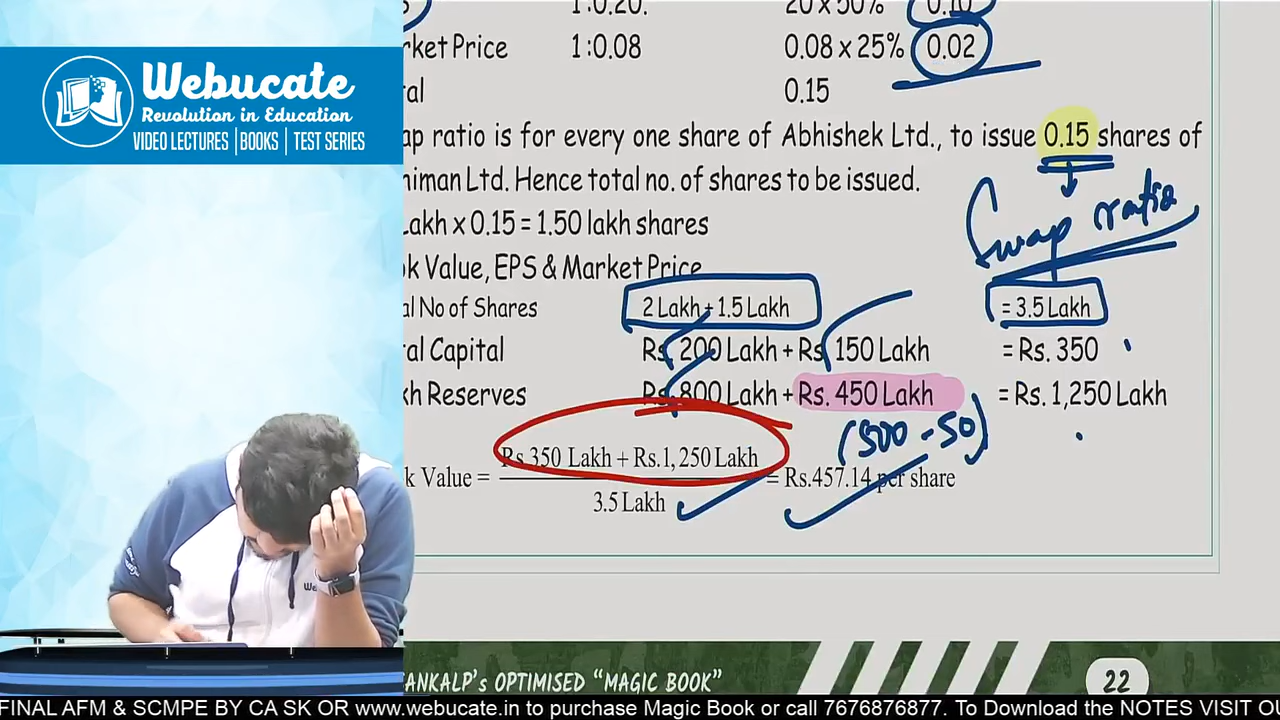 1:0.20. 20 x 50% 0.10
Webucate
Revolution in Education
VIDEO LECTURES | BOOKS | TEST SERIES
rket Price 1:0.08 0.08 x 25% 0.02
tal 0.15
ap ratio is for every one share of Abhishek Ltd., to issue 0.15 shares of
himan Ltd. Hence total no. of shares to be issued.
Swap ratio
Lakh x 0.15 = 1.50 lakh shares
ok Value, EPS & Market Price
al No of Shares 2 Lakh + 1.5 Lakh = 3.5 Lakh
tal Capital Rs. 200 Lakh + Rs. 150 Lakh = Rs. 350
kh Reserves Rs. 800 Lakh + Rs. 450 Lakh = Rs. 1,250 Lakh
(500 - 50)
k Value = Rs 350 Lakh + Rs.1,250 Lakh
3.5 Lakh
= Rs.457.14 per share
ANKALP's OPTIMISED “MAGIC BOOK” 22
FINAL AFM & SCMPE BY CA SK OR www.webucate.in to purchase Magic Book or call 7676876877. To Download the NOTES VISIT OU